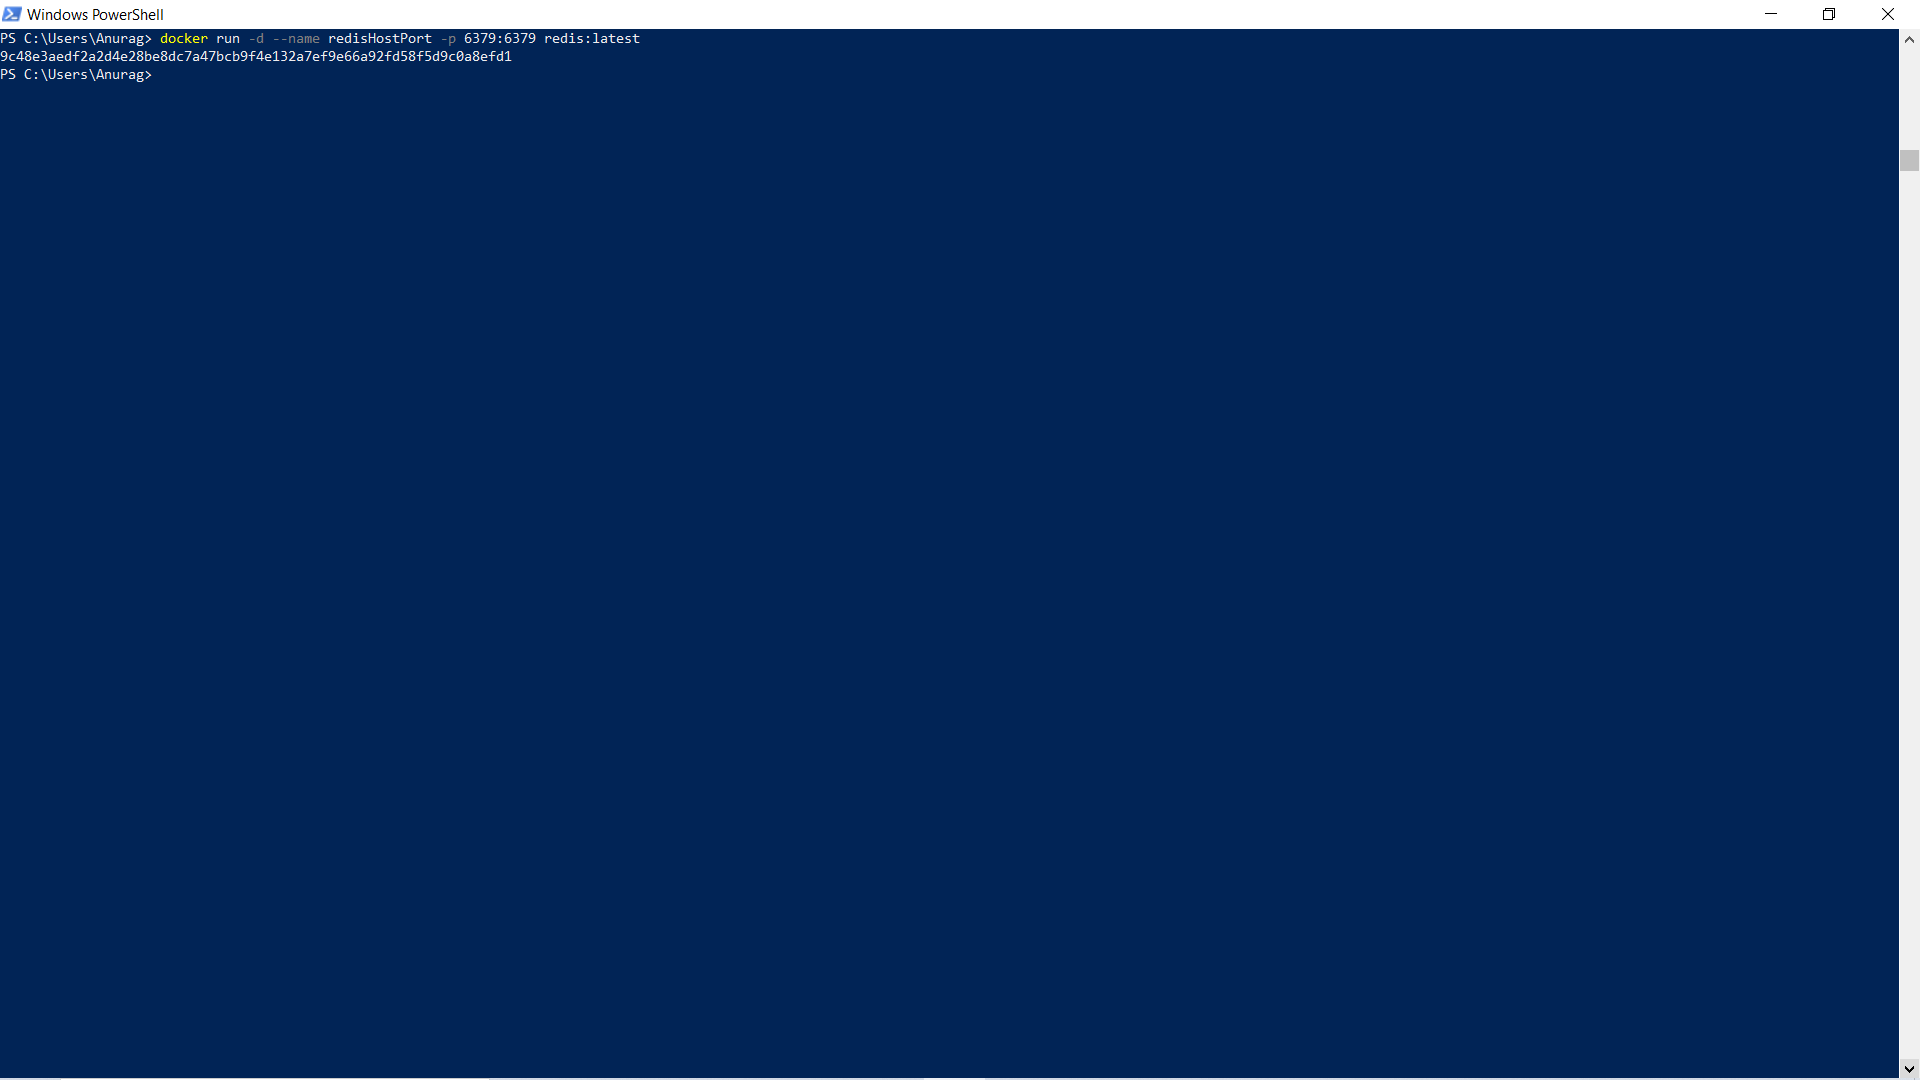 Windows PowerShell
PS C:\Users\Anurag> docker run -d --name redisHostPort -p 6379:6379 redis:latest
9c48e3aedf2a2d4e28be8dc7a47bcb9f4e132a7ef9e66a92fd58f5d9c0a8efd1
PS C:\Users\Anurag>